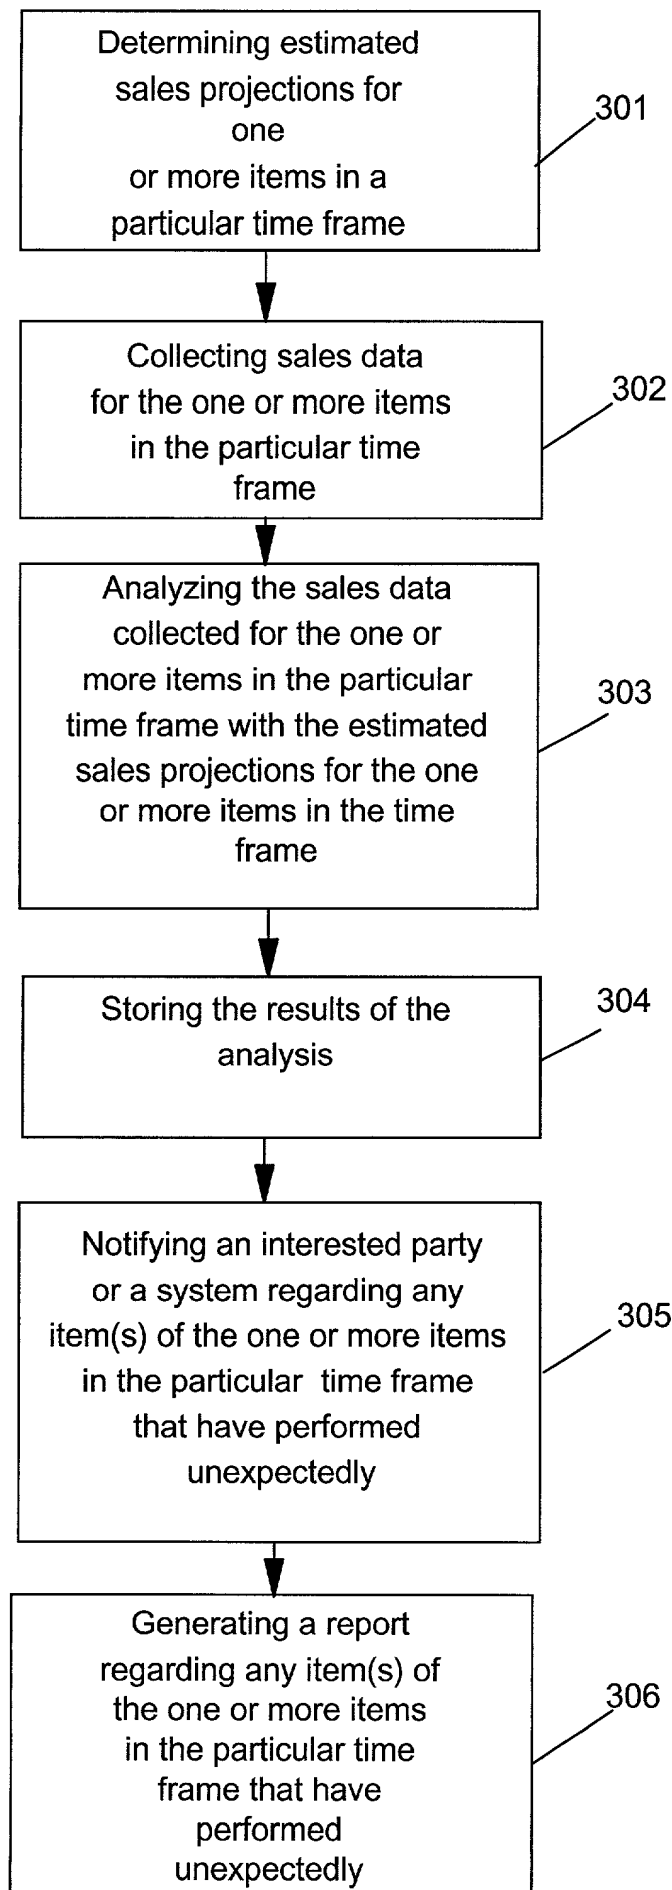 Determining estimated
sales projections for
one
or more items in a
particular time frame
301
Collecting sales data
for the one or more items
in the particular time
frame
302
Analyzing the sales data
collected for the one or
more items in the particular
time frame with the estimated
sales projections for the one
or more items in the time
frame
303
Storing the results of the
analysis
304
Notifying an interested party
or a system regarding any
item(s) of the one or more items
in the particular time frame
that have performed
unexpectedly
305
Generating a report
regarding any item(s) of
the one or more items
in the particular time
frame that have
performed
unexpectedly
306